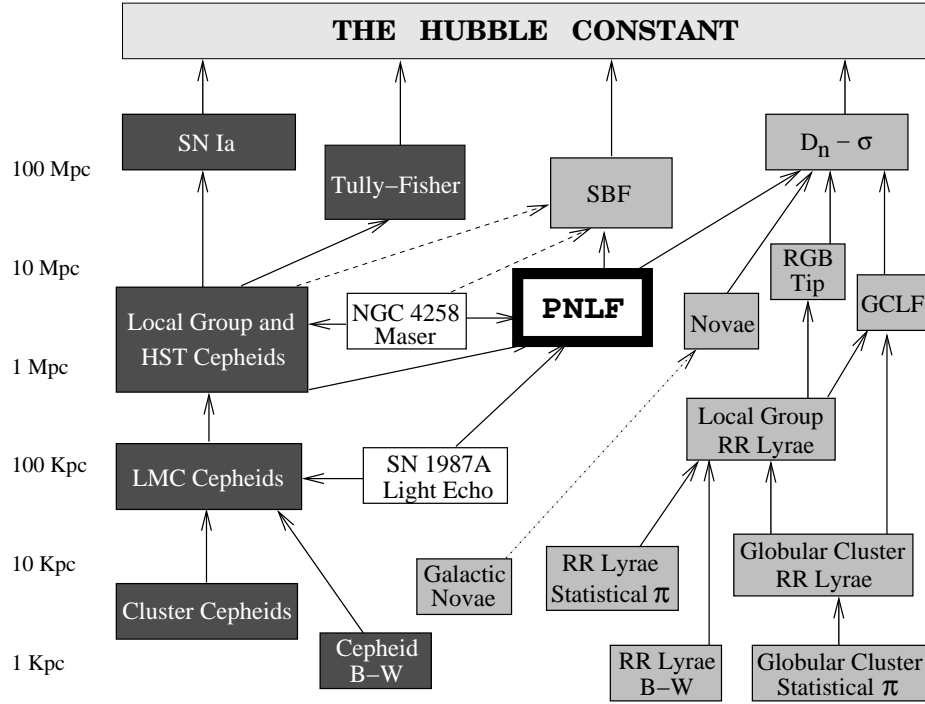 THE HUBBLE CONSTANT
SN Ia
D_n − σ
100 Mpc
Tully−Fisher
SBF
10 Mpc
RGB
Tip
NGC 4258
Maser
PNLF
GCLF
Novae
Local Group and
HST Cepheids
1 Mpc
Local Group
RR Lyrae
100 Kpc
LMC Cepheids
SN 1987A
Light Echo
10 Kpc
Galactic
Novae
RR Lyrae
Statistical π
Globular Cluster
RR Lyrae
Cluster Cepheids
1 Kpc
Cepheid
B−W
RR Lyrae
B−W
Globular Cluster
Statistical π